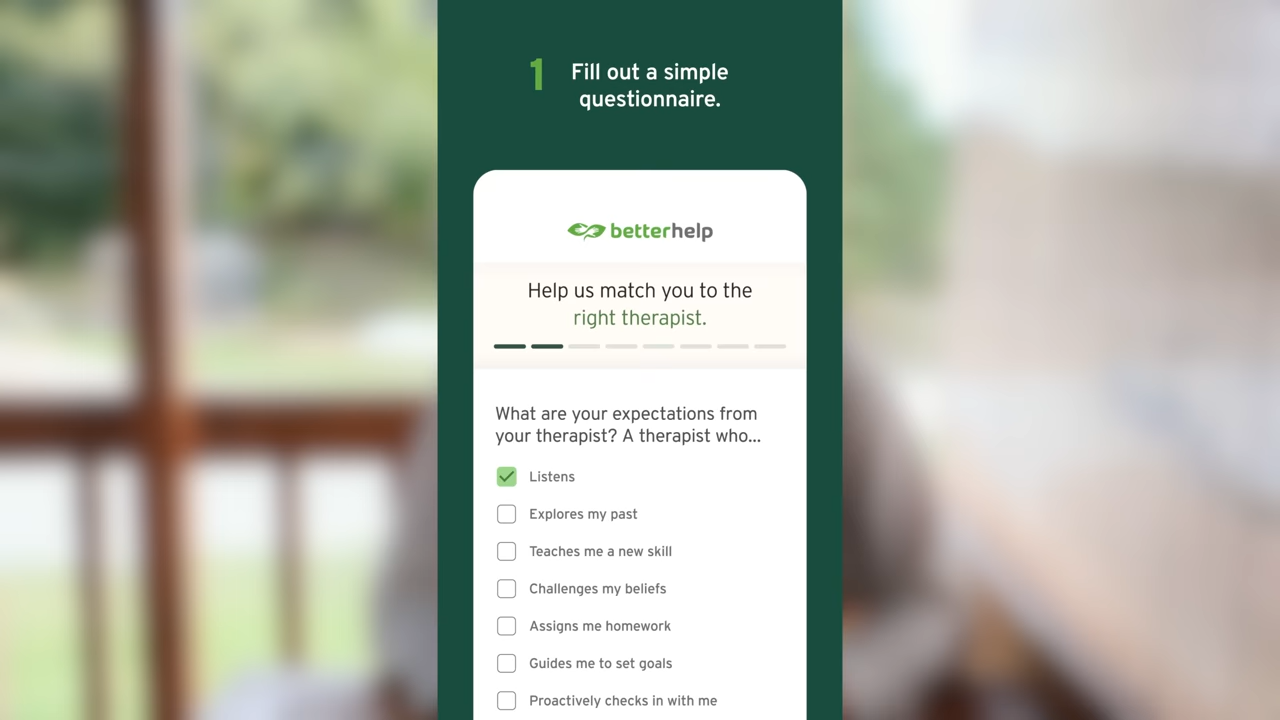 1
Fill out a simple
questionnaire.
betterhelp
Help us match you to the
right therapist.
What are your expectations from
your therapist? A therapist who...
Listens
Explores my past
Teaches me a new skill
Challenges my beliefs
Assigns me homework
Guides me to set goals
Proactively checks in with me